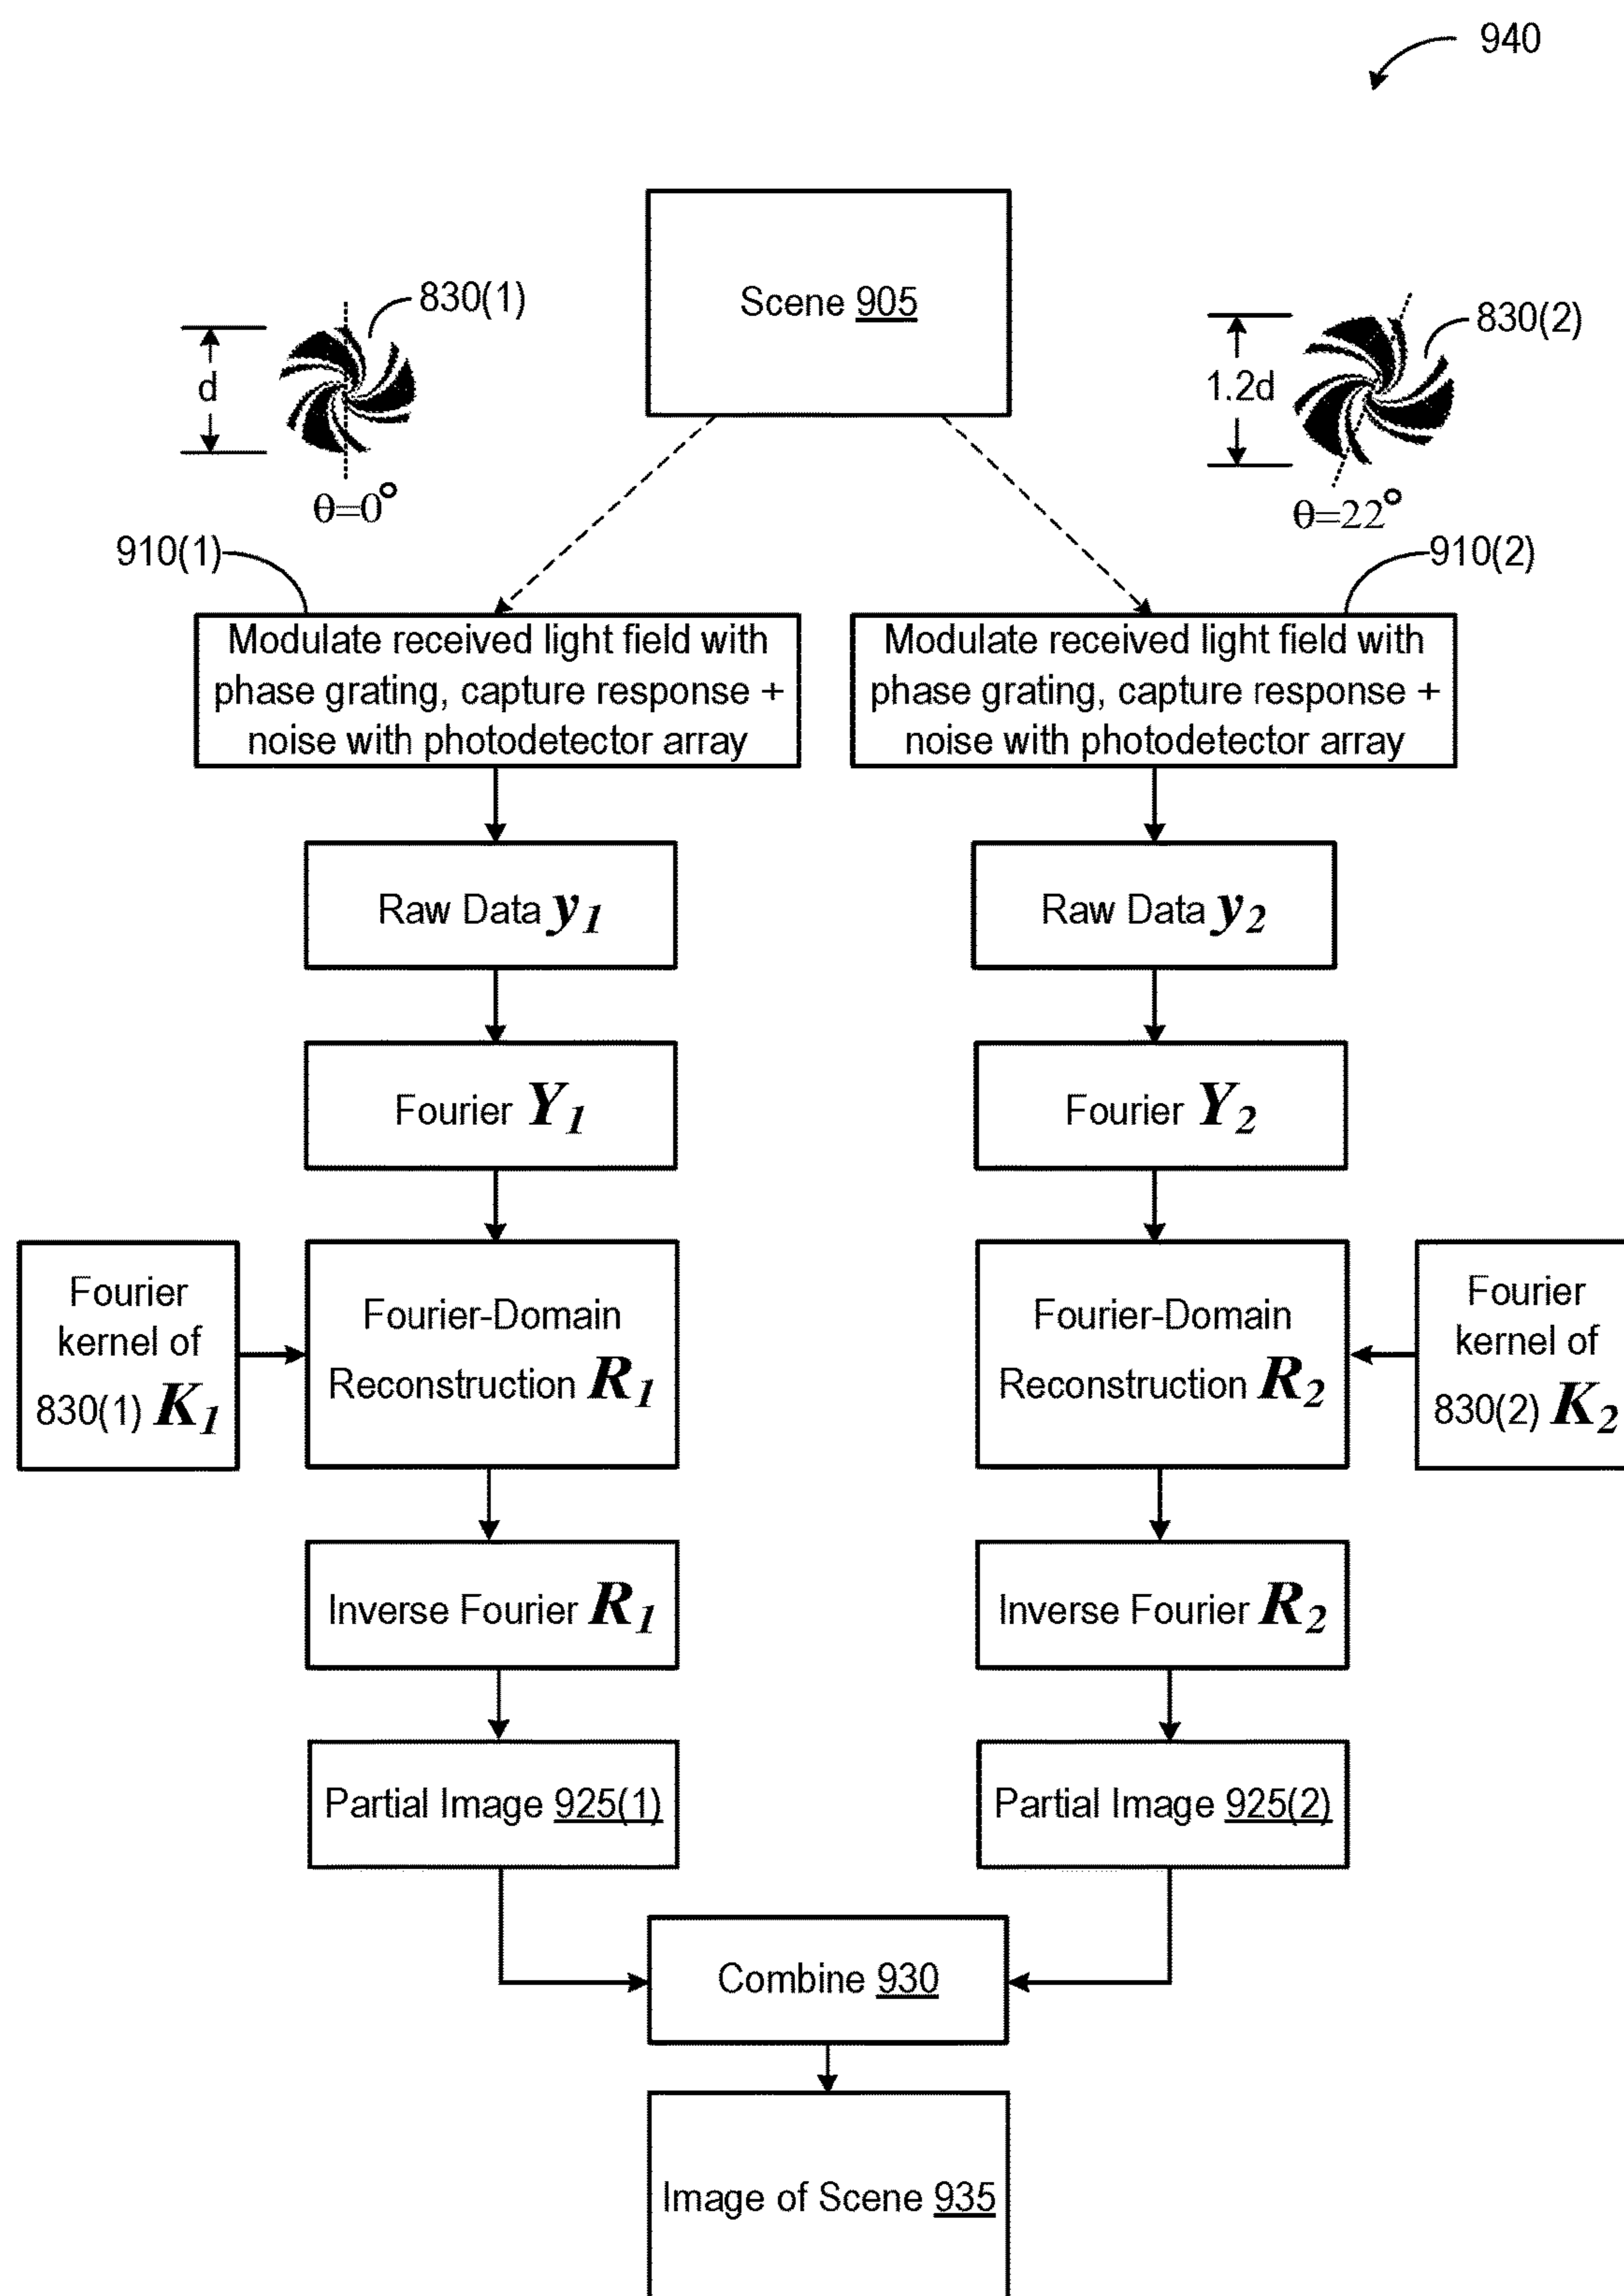 940
Scene 905
830(1)
d
θ=0°
830(2)
1.2d
θ=22°
910(1)
910(2)
Modulate received light field with
phase grating, capture response +
noise with photodetector array
Modulate received light field with
phase grating, capture response +
noise with photodetector array
Raw Data y1
Raw Data y2
Fourier Y1
Fourier Y2
Fourier
kernel of
830(1) K1
Fourier-Domain
Reconstruction R1
Fourier-Domain
Reconstruction R2
Fourier
kernel of
830(2) K2
Inverse Fourier R1
Inverse Fourier R2
Partial Image 925(1)
Partial Image 925(2)
Combine 930
Image of Scene 935